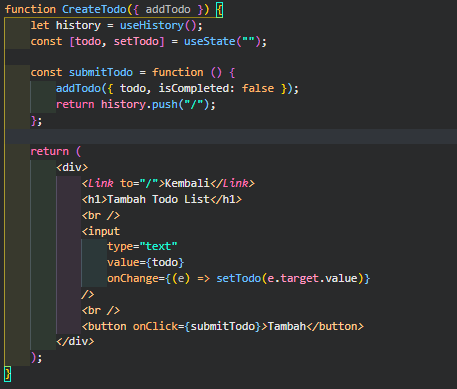 function CreateTodo({ addTodo }) {
let history = useHistory();
const [todo, setTodo] = useState("");
const submitTodo = function () {
addTodo({ todo, isCompleted: false });
return history.push("/");
};
return (
<div>
<Link to="/">Kembali</Link>
<h1>Tambah Todo List</h1>
<br />
<input
type="text"
value={todo}
onChange={(e) => setTodo(e.target.value)}
/>
<br />
<button onClick={submitTodo}>Tambah</button>
</div>
);
}